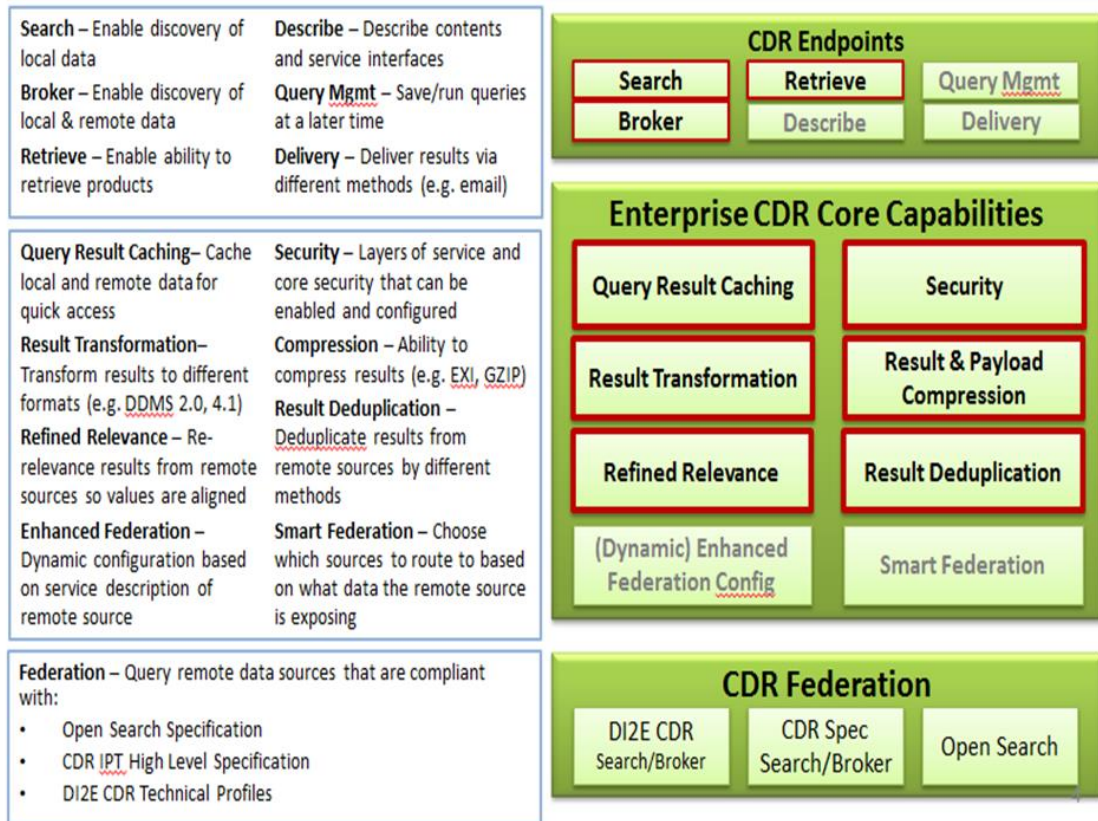 Search – Enable discovery of
local data
Broker – Enable discovery of
local & remote data
Retrieve – Enable ability to
retrieve products
Describe – Describe contents
and service interfaces
Query Mgmt – Save/run queries
at a later time
Delivery – Deliver results via
different methods (e.g. email)
Query Result Caching– Cache
local and remote data for
quick access
Result Transformation–
Transform results to different
formats (e.g. DDMS 2.0, 4.1)
Refined Relevance – Re-
relevance results from remote
sources so values are aligned
Enhanced Federation –
Dynamic configuration based
on service description of
remote source
Security – Layers of service and
core security that can be
enabled and configured
Compression – Ability to
compress results (e.g. EXI, GZIP)
Result Deduplication –
Deduplicate results from
remote sources by different
methods
Smart Federation – Choose
which sources to route to based
on what data the remote source
is exposing
Federation – Query remote data sources that are compliant
with:
• Open Search Specification
• CDR IPT High Level Specification
• DI2E CDR Technical Profiles
CDR Endpoints
Search
Retrieve
Query Mgmt
Broker
Describe
Delivery
Enterprise CDR Core Capabilities
Query Result Caching
Security
Result Transformation
Result & Payload
Compression
Refined Relevance
Result Deduplication
(Dynamic) Enhanced
Federation Config
Smart Federation
CDR Federation
DI2E CDR
Search/Broker
CDR Spec
Search/Broker
Open Search